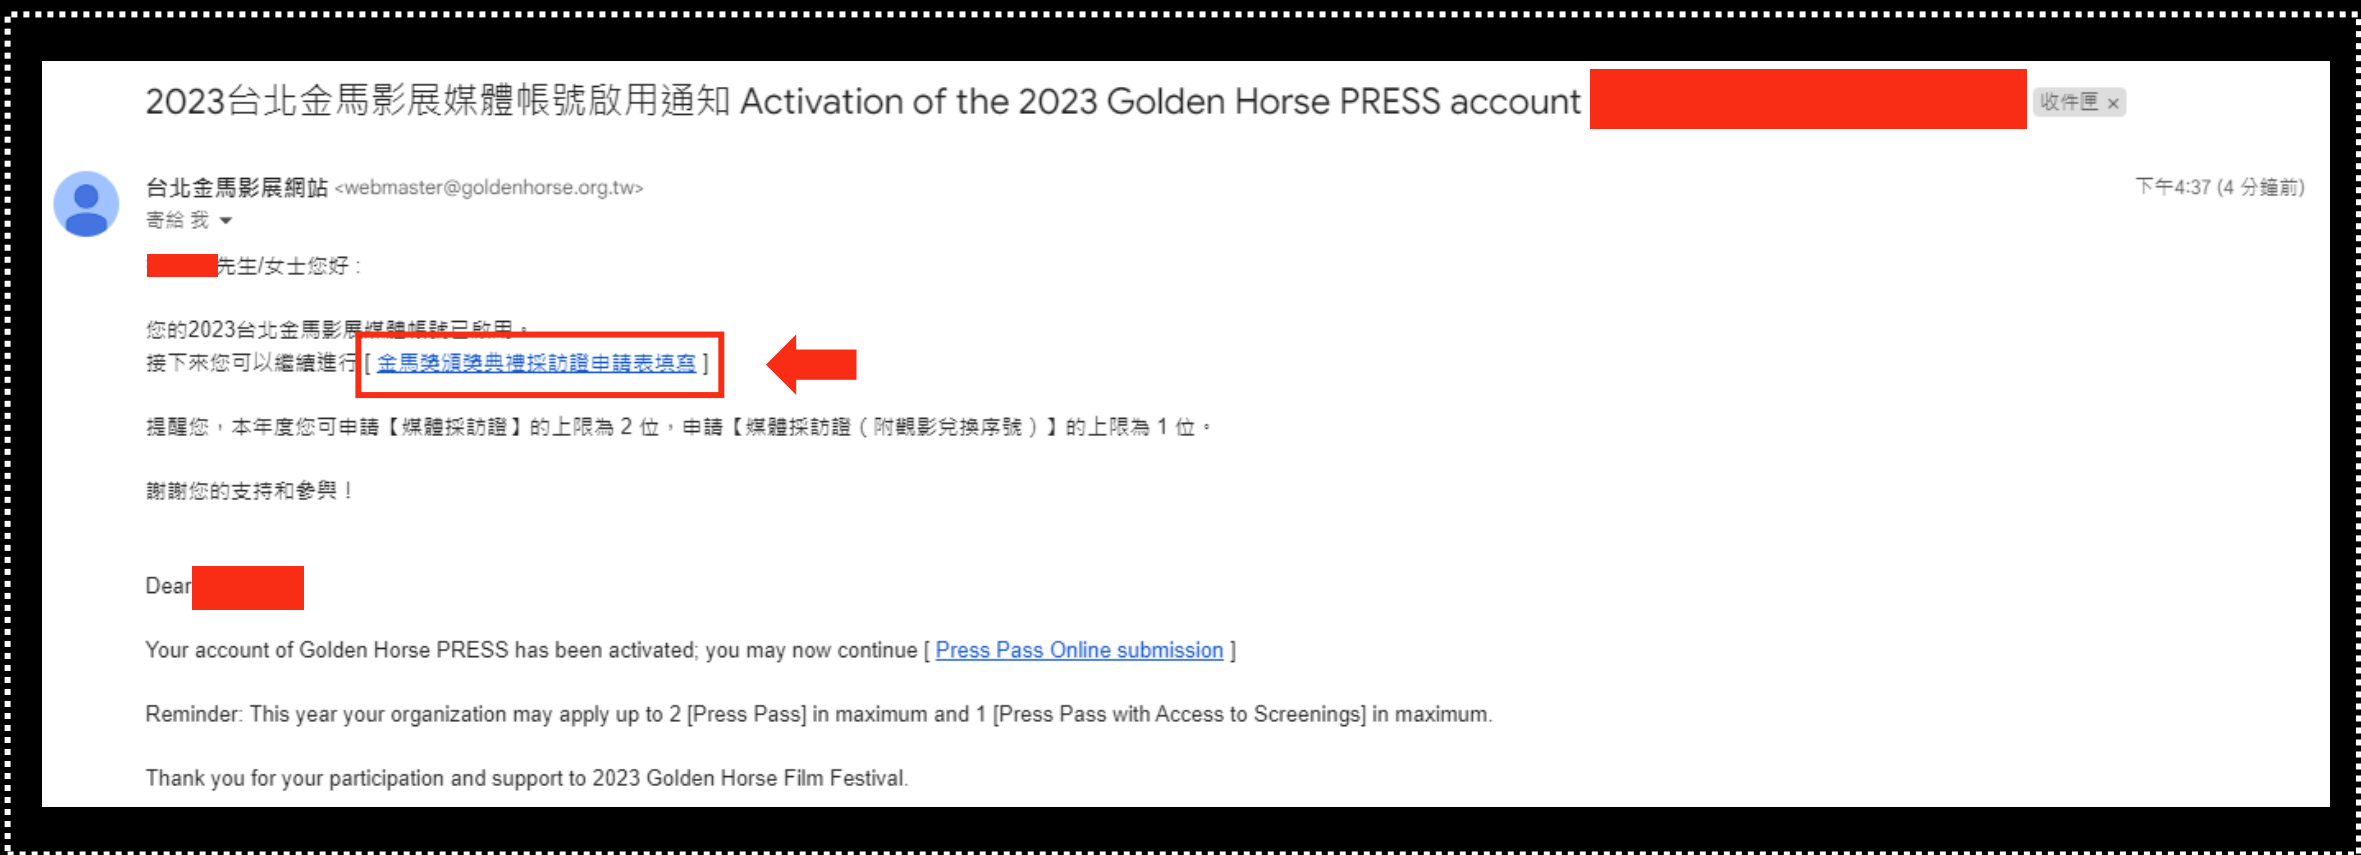 2023台北金馬影展媒體帳號啟用通知 Activation of the 2023 Golden Horse PRESS account 收件匣 ×
台北金馬影展網站 <webmaster@goldenhorse.org.tw> 下午4:37 (4 分鐘前)
寄給 我
先生/女士您好：
您的2023台北金馬影展媒體帳號已啟用。
接下來您可以繼續進行 [ 金馬獎頒獎典禮採訪證申請表填寫 ]
提醒您，本年度您可申請【媒體採訪證】的上限為 2 位，申請【媒體採訪證（附觀影兌換序號）】的上限為 1 位。
謝謝您的支持和參與！
Dear
Your account of Golden Horse PRESS has been activated; you may now continue [ Press Pass Online submission ]
Reminder: This year your organization may apply up to 2 [Press Pass] in maximum and 1 [Press Pass with Access to Screenings] in maximum.
Thank you for your participation and support to 2023 Golden Horse Film Festival.